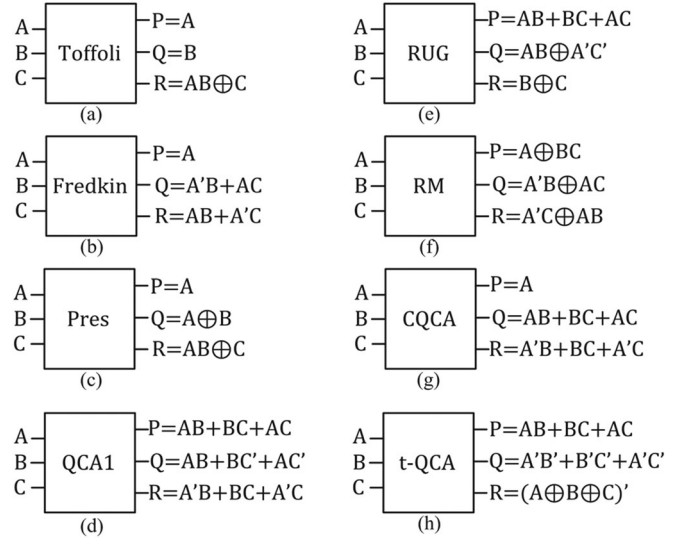 A
B
C
Toffoli
P=A
Q=B
R=AB⊕C
(a)
A
B
C
Fredkin
P=A
Q=A'B+AC
R=AB+A'C
(b)
A
B
C
Pres
P=A
Q=A⊕B
R=AB⊕C
(c)
A
B
C
QCA1
P=AB+BC+AC
Q=AB+BC'+AC'
R=A'B+BC+A'C
(d)
A
B
C
RUG
P=AB+BC+AC
Q=AB⊕A'C'
R=B⊕C
(e)
A
B
C
RM
P=A⊕BC
Q=A'B⊕AC
R=A'C⊕AB
(f)
A
B
C
CQCA
P=A
Q=AB+BC+AC
R=A'B+BC+A'C
(g)
A
B
C
t-QCA
P=AB+BC+AC
Q=A'B'+B'C'+A'C'
R=(A⊕B⊕C)'
(h)